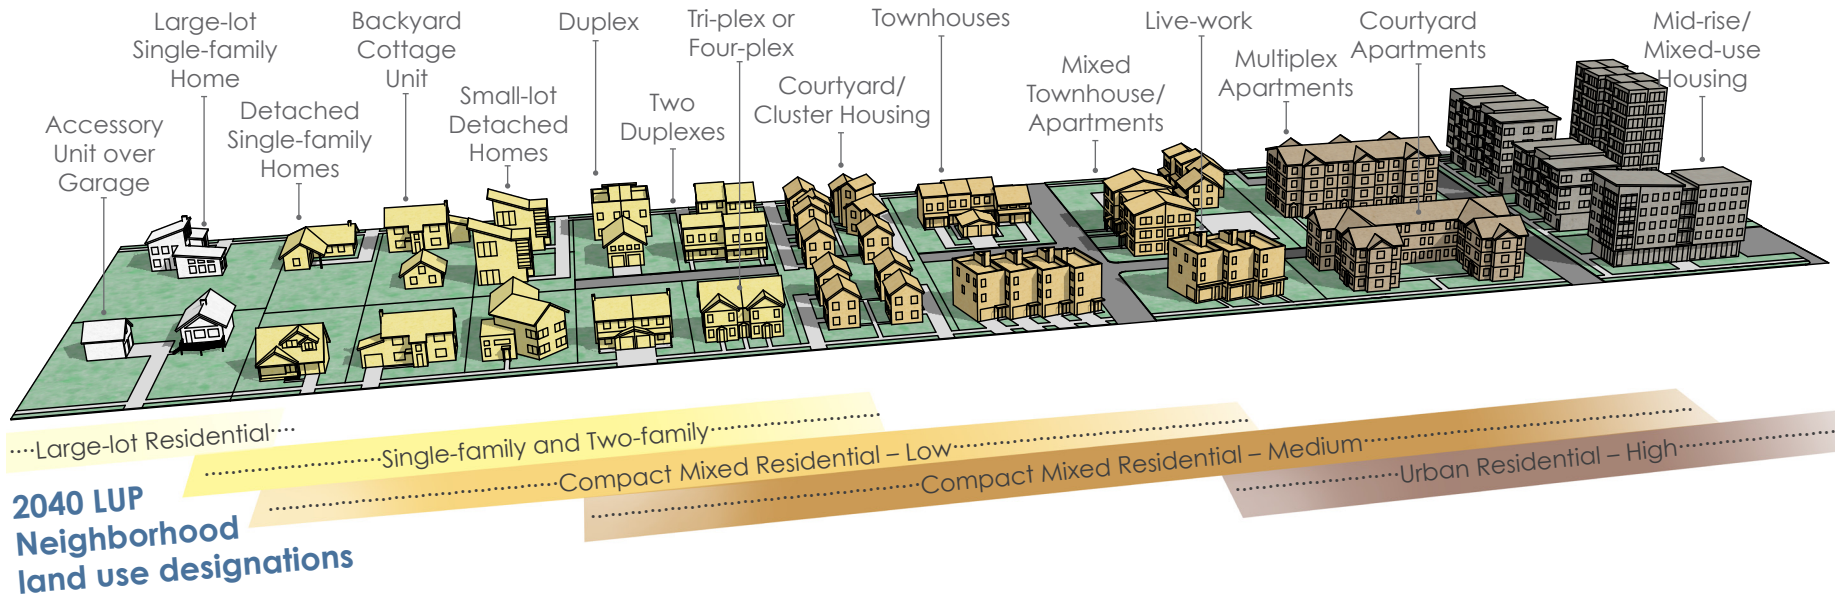 Large-lot
Single-family
Home
Backyard
Cottage
Unit
Duplex
Tri-plex or
Four-plex
Townhouses
Live-work
Courtyard
Apartments
Mid-rise/
Mixed-use
Housing
Accessory
Unit over
Garage
Detached
Single-family
Homes
Small-lot
Detached
Homes
Two
Duplexes
Courtyard/
Cluster Housing
Mixed
Townhouse/
Apartments
Multiplex
Apartments
Large-lot Residential
Single-family and Two-family
Compact Mixed Residential – Low
Compact Mixed Residential – Medium
Urban Residential – High
2040 LUP
Neighborhood
land use designations